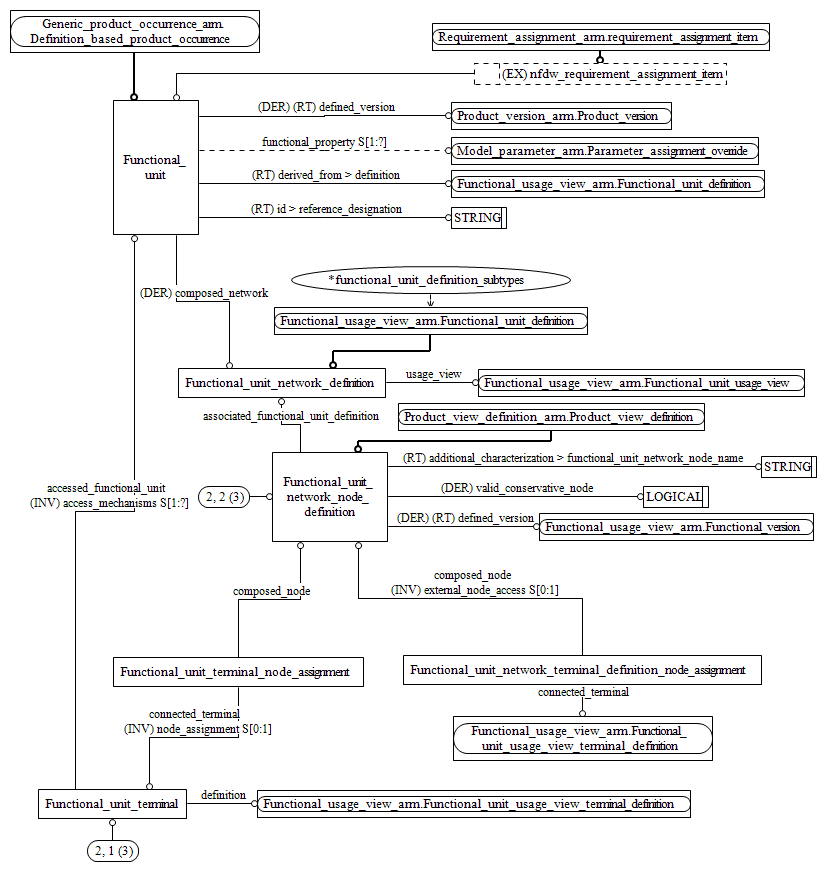 Generic_product_occurrence_arm.
Definition_based_product_occurrence
Requirement_assignment_arm.requirement_assignment_item
(EX) nfdw_requirement_assignment_item
(DER) (RT) defined_version
Product_version_arm.Product_version
Functional_
unit
functional_property S[1:?]
Model_parameter_arm.Parameter_assignment_override
(RT) derived_from > definition
Functional_usage_view_arm.Functional_unit_definition
(RT) id > reference_designation
STRING
(DER) composed_network
*functional_unit_definition_subtypes
Functional_usage_view_arm.Functional_unit_definition
Functional_unit_network_definition
usage_view
Functional_usage_view_arm.Functional_unit_usage_view
associated_functional_unit_definition
Product_view_definition_arm.Product_view_definition
(RT) additional_characterization > functional_unit_network_node_name
STRING
Functional_unit_
network_node_
definition
2, 2 (3)
(DER) valid_conservative_node
LOGICAL
(DER) (RT) defined_version
Functional_usage_view_arm.Functional_version
accessed_functional_unit
(INV) access_mechanisms S[1:?]
composed_node
composed_node
(INV) external_node_access S[0:1]
Functional_unit_terminal_node_assignment
Functional_unit_network_terminal_definition_node_assignment
connected_terminal
(INV) node_assignment S[0:1]
connected_terminal
Functional_usage_view_arm.Functional_
unit_usage_view_terminal_definition
Functional_unit_terminal
definition
Functional_usage_view_arm.Functional_unit_usage_view_terminal_definition
2, 1 (3)